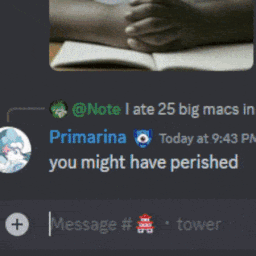 @Note I ate 25 big macs in
Primarina Today at 9:43 PM
you might have perished
Message # · tower